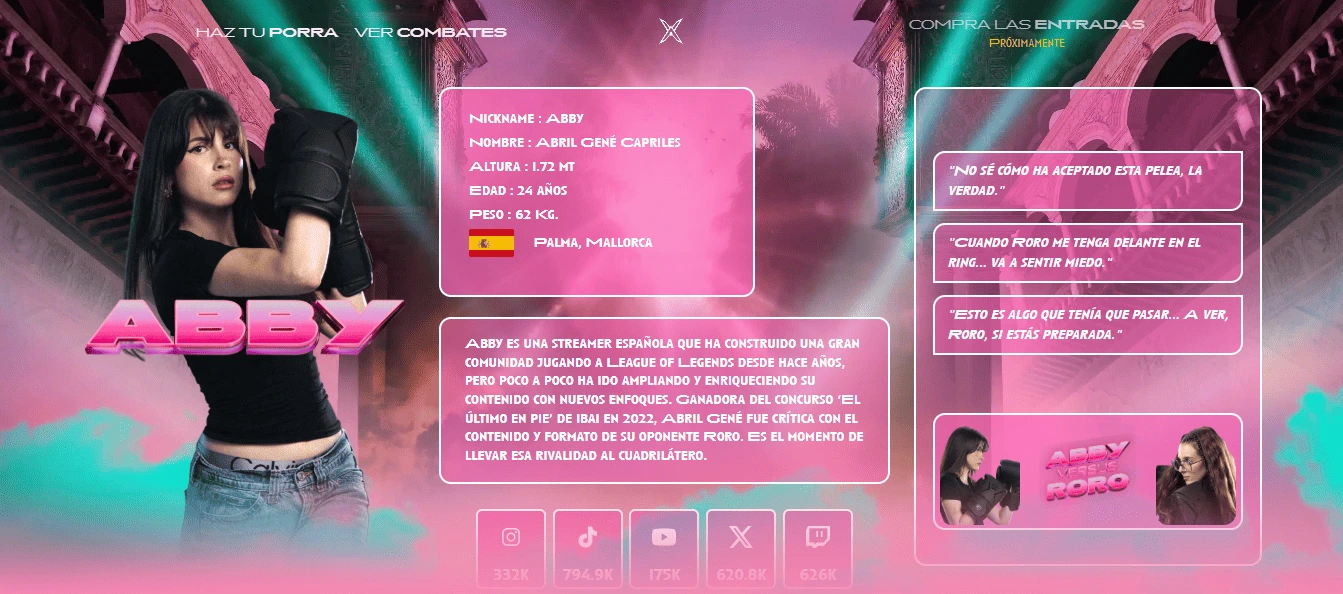 HAZ TU PORRA VER COMBATES
COMPRA LAS ENTRADAS
PRÓXIMAMENTE
ABBY
NICKNAME : ABBY
NOMBRE : ABRIL GENÉ CAPRILES
ALTURA : 1.72 MT
EDAD : 24 AÑOS
PESO : 62 KG.
PALMA, MALLORCA
ABBY ES UNA STREAMER ESPAÑOLA QUE HA CONSTRUIDO UNA GRAN
COMUNIDAD JUGANDO A LEAGUE OF LEGENDS DESDE HACE AÑOS,
PERO POCO A POCO HA IDO AMPLIANDO Y ENRIQUECIENDO SU
CONTENIDO CON NUEVOS ENFOQUES. GANADORA DEL CONCURSO ‘EL
ÚLTIMO EN PIE’ DE IBAI EN 2022, ABRIL GENÉ FUE CRÍTICA CON EL
CONTENIDO Y FORMATO DE SU OPONENTE RORO. ES EL MOMENTO DE
LLEVAR ESA RIVALIDAD AL CUADRILÁTERO.
332K 794.9K 175K 620.8K 626K
"NO SÉ CÓMO HA ACEPTADO ESTA PELEA, LA
VERDAD."
"CUANDO RORO ME TENGA DELANTE EN EL
RING... VA A SENTIR MIEDO."
"ESTO ES ALGO QUE TENÍA QUE PASAR... A VER,
RORO, SI ESTÁS PREPARADA."
ABBY
VERSUS
RORO